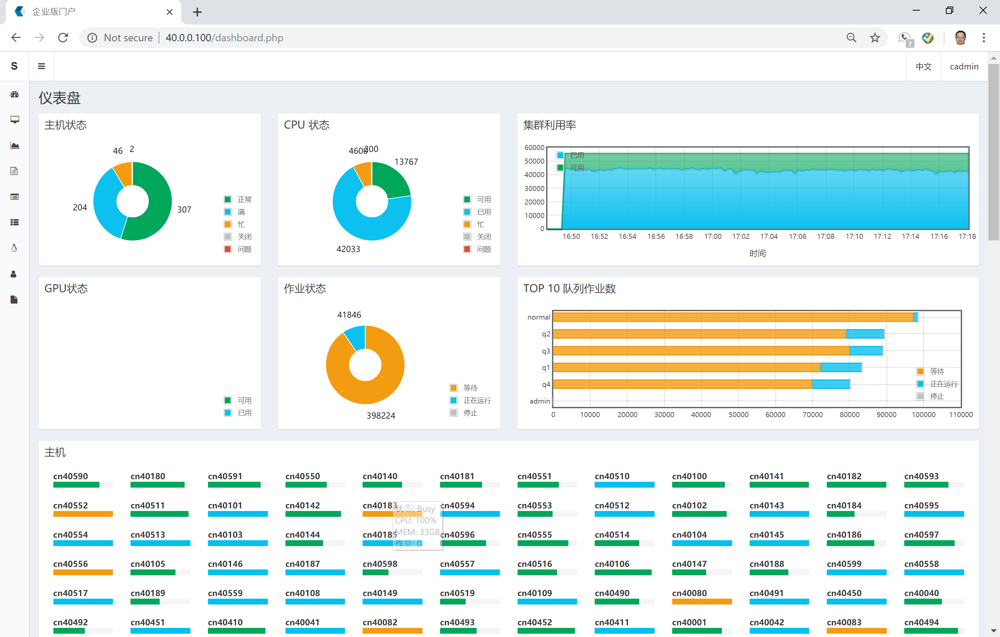 企业版门户
Not secure
40.0.0.100/dashboard.php
?
S
中文
cadmin
仪表盘
主机状态
46
2
204
307
正常
满
忙
关闭
问题
CPU 状态
4600
200
13767
42033
可用
已用
忙
关闭
问题
集群利用率
60000
50000
40000
30000
20000
10000
0
已用
可用
16:50 16:52 16:54 16:56 16:58 17:00 17:02 17:04 17:06 17:08 17:10 17:12 17:14 17:16 17:18
时间
GPU状态
可用
已用
作业状态
41846
398224
等待
正在运行
停止
TOP 10 队列作业数
normal
q2
q3
q1
q4
admin
等待
正在运行
停止
0 10000 20000 30000 40000 50000 60000 70000 80000 90000 100000 110000
主机
cn40590 cn40180 cn40591 cn40550 cn40140 cn40181 cn40551 cn40510 cn40100 cn40141 cn40182 cn40593
cn40552 cn40511 cn40101 cn40142 cn40183 cn40594 cn40553 cn40512 cn40102 cn40143 cn40184 cn40595
状态: Busy
CPU: 100%
MEM: 33GB
作业: 0
cn40554 cn40513 cn40103 cn40144 cn40185 cn40596 cn40555 cn40514 cn40104 cn40145 cn40186 cn40597
cn40556 cn40105 cn40146 cn40187 cn40598 cn40557 cn40516 cn40106 cn40147 cn40188 cn40599 cn40558
cn40517 cn40189 cn40559 cn40108 cn40149 cn40519 cn40109 cn40490 cn40080 cn40491 cn40450 cn40040
cn40492 cn40451 cn40410 cn40041 cn40082 cn40493 cn40452 cn40411 cn40001 cn40042 cn40083 cn40494